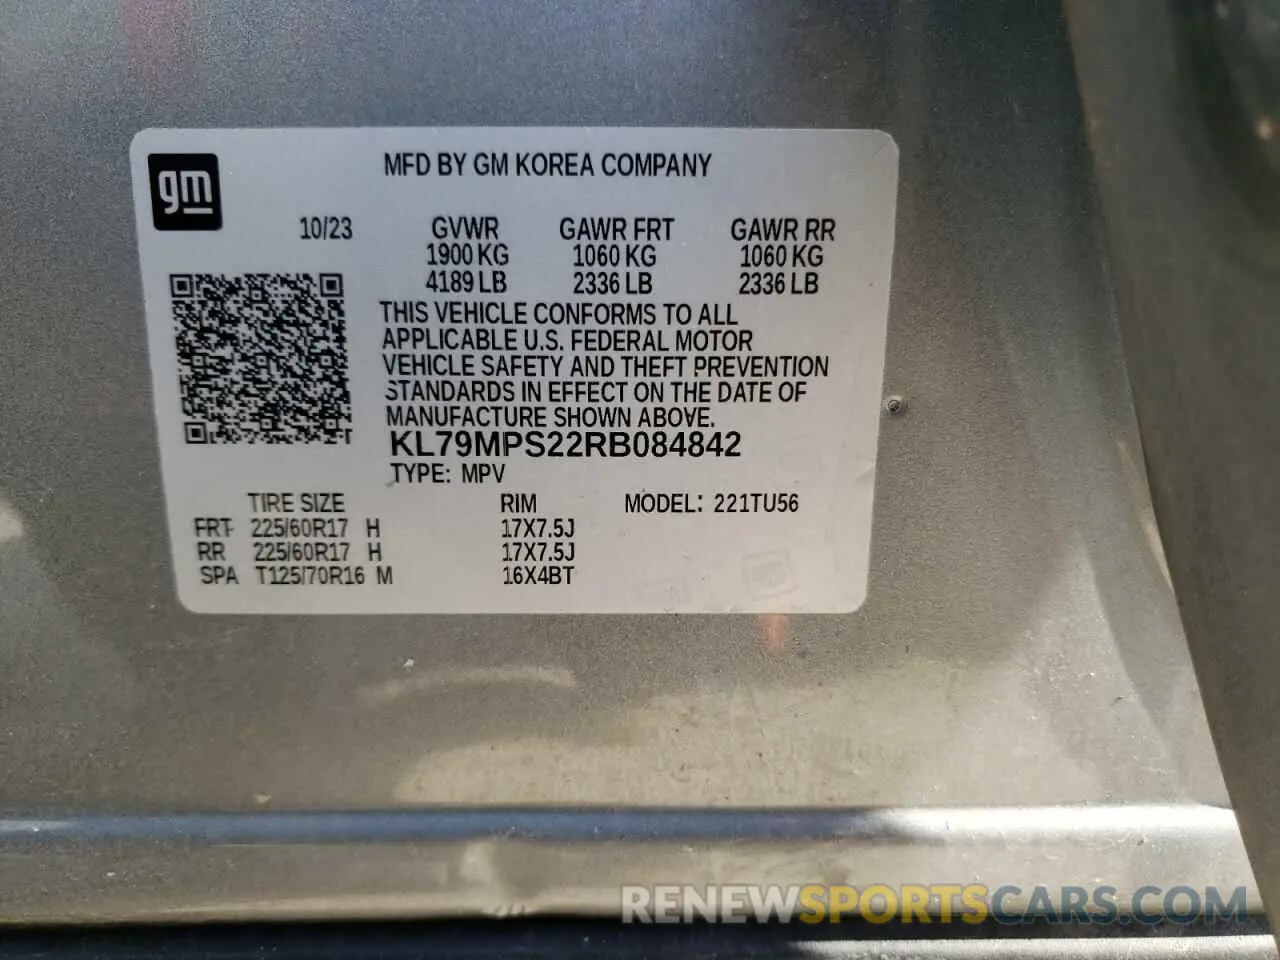 gm
MFD BY GM KOREA COMPANY
10/23 GVWR GAWR FRT GAWR RR
1900 KG 1060 KG 1060 KG
4189 LB 2336 LB 2336 LB
THIS VEHICLE CONFORMS TO ALL
APPLICABLE U.S. FEDERAL MOTOR
VEHICLE SAFETY AND THEFT PREVENTION
STANDARDS IN EFFECT ON THE DATE OF
MANUFACTURE SHOWN ABOVE.
KL79MPS22RB084842
TYPE: MPV
TIRE SIZE RIM MODEL: 221TU56
FRT 225/60R17 H 17X7.5J
RR 225/60R17 H 17X7.5J
SPA T125/70R16 M 16X4BT
RENEWSPORTSCARS.COM